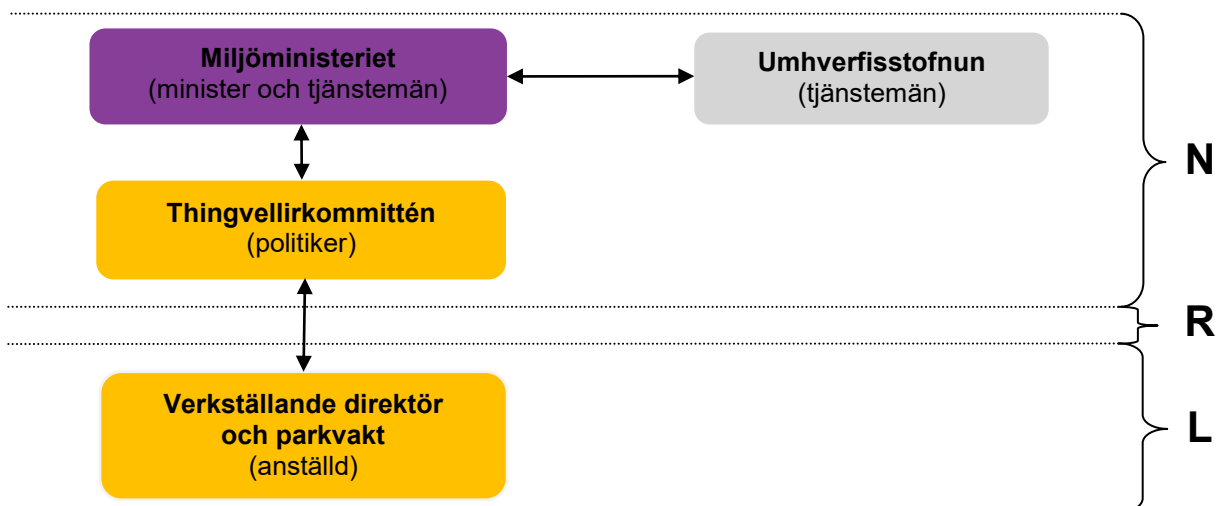 Miljöministeriet
(minister och tjänstemän)
Umhverfisstofnun
(tjänstemän)
N
Thingvellirkommittén
(politiker)
R
Verkställande direktör
och parkvakt
(anställd)
L